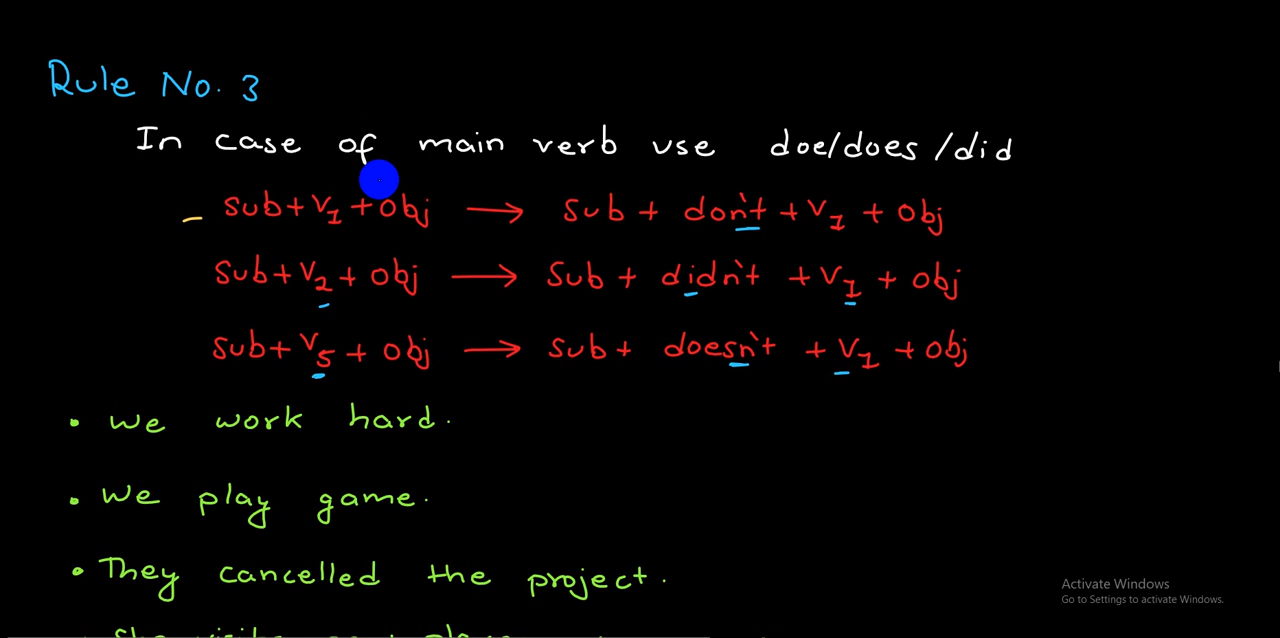 Rule No. 3
In case of main verb use doe/does/did
- Sub + V1 + Obj → Sub + don't + V1 + Obj
Sub + V2 + Obj → Sub + didn't + V1 + Obj
Sub + V5 + Obj → Sub + doesn't + V1 + Obj
• We work hard.
• We play game.
• They cancelled the project.
Activate Windows
Go to Settings to activate Windows.